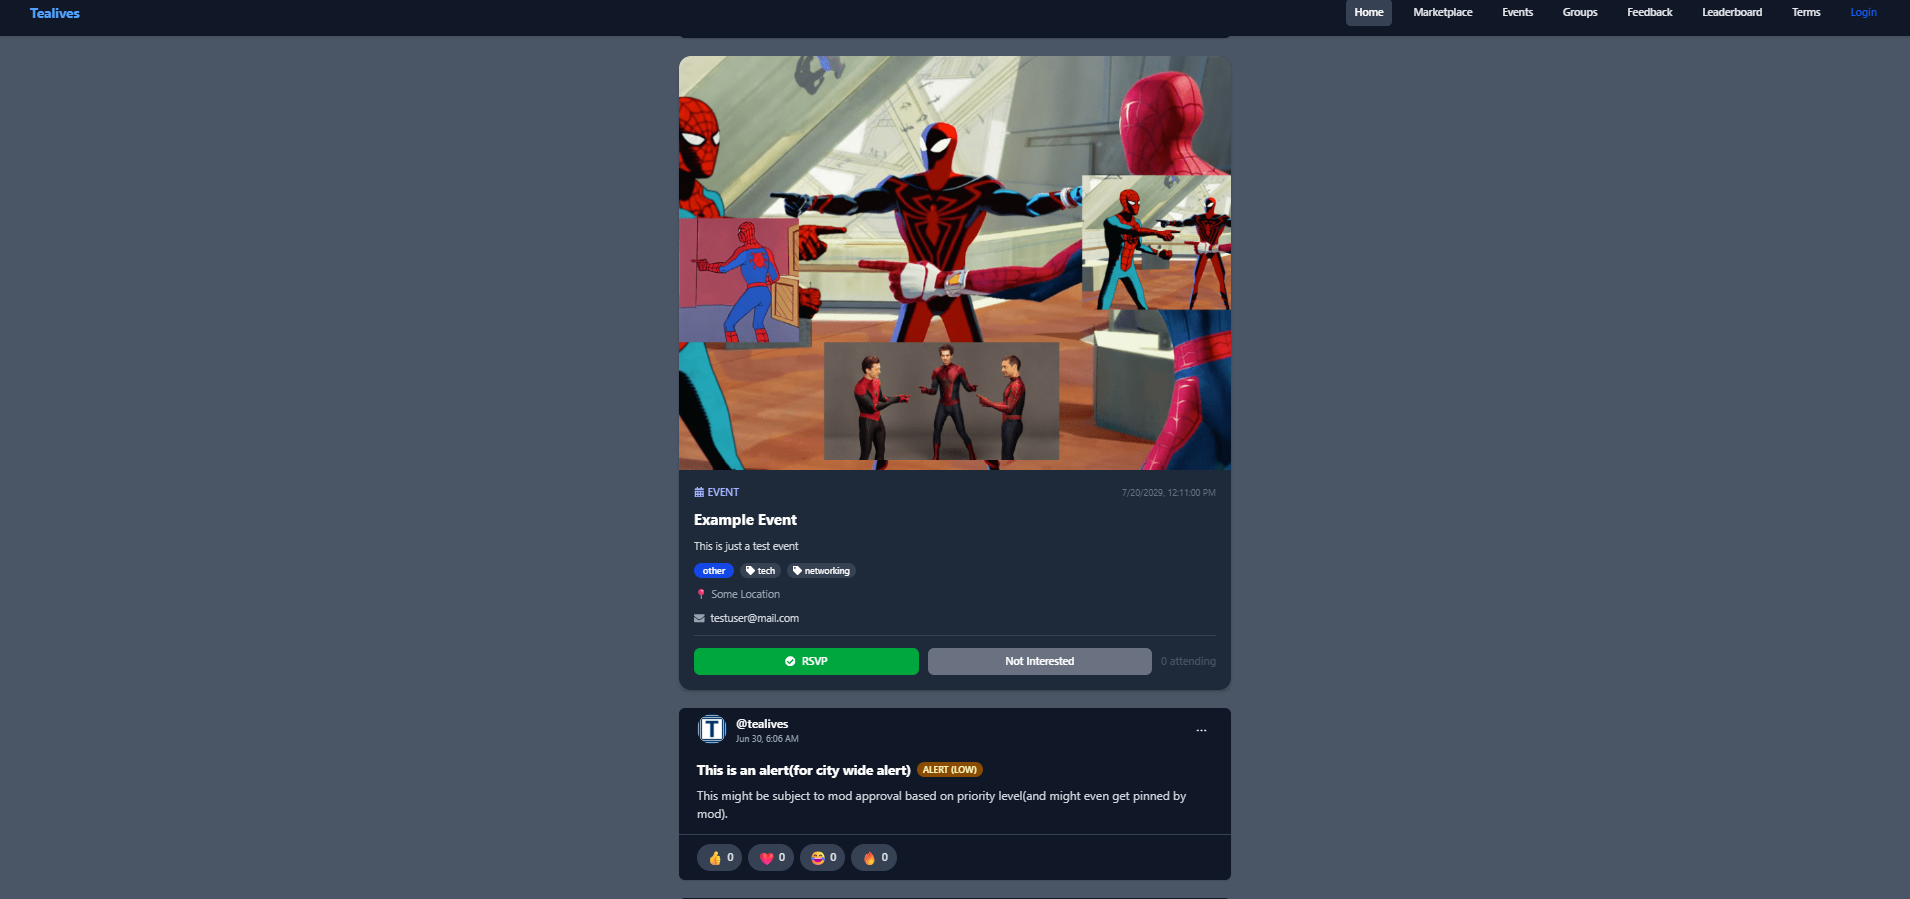 Tealives
Home Marketplace Events Groups Feedback Leaderboard Terms Login
EVENT 7/20/2029, 12:11:00 PM
Example Event
This is just a test event
other tech networking
Some Location
testuser@mail.com
RSVP Not Interested 0 attending
T
@tealives
Jun 30, 6:06 AM
...
This is an alert(for city wide alert) ALERT (LOW)
This might be subject to mod approval based on priority level(and might even get pinned by
mod).
👍 0 ❤️ 0 😂 0 🔥 0